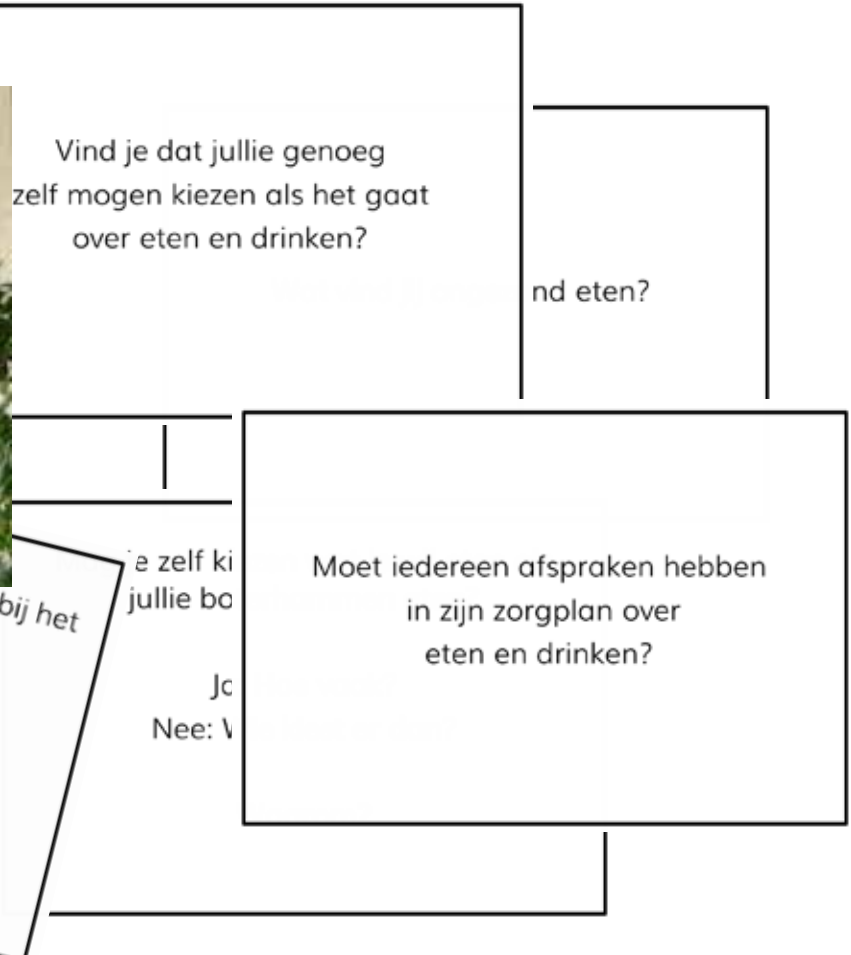 Vind je dat jullie genoeg
zelf mogen kiezen als het gaat
over eten en drinken?
nd eten?
e zelf ki
jullie bo
Nee:
bij het
Moet iedereen afspraken hebben
in zijn zorgplan over
eten en drinken?